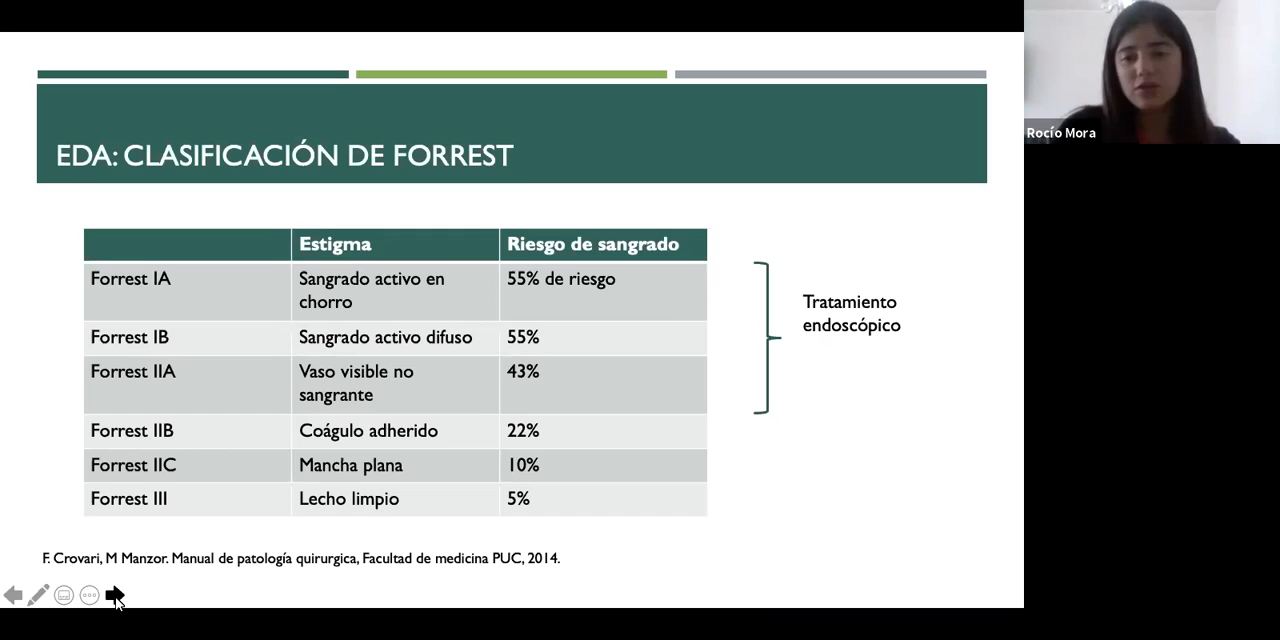 EDA: CLASIFICACIÓN DE FORREST
Estigma Riesgo de sangrado
Forrest IA Sangrado activo en chorro 55% de riesgo
Forrest IB Sangrado activo difuso 55%
Forrest IIA Vaso visible no sangrante 43%
Forrest IIB Coágulo adherido 22%
Forrest IIC Mancha plana 10%
Forrest III Lecho limpio 5%
Tratamiento
endoscópico
F. Crovari, M Manzor. Manual de patología quirurgica, Facultad de medicina PUC, 2014.
Rocío Mora